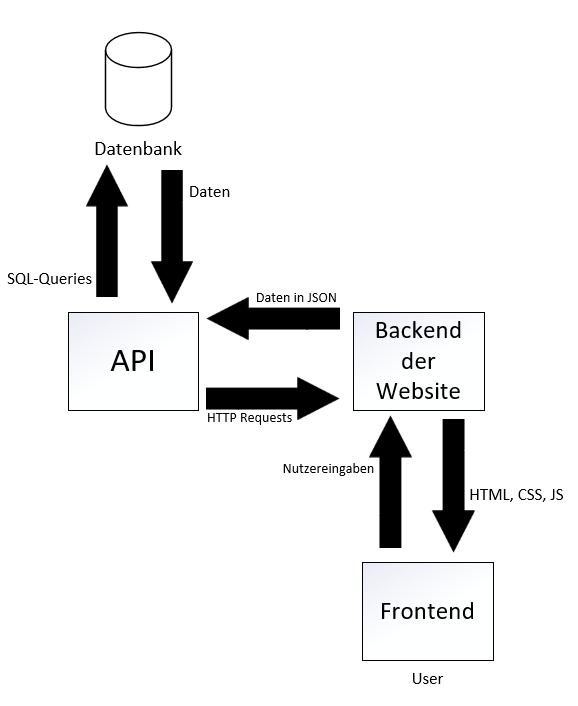 Datenbank
Daten
SQL-Queries
Daten in JSON
API
Backend
der
Website
HTTP Requests
Nutzereingaben
HTML, CSS, JS
Frontend
User